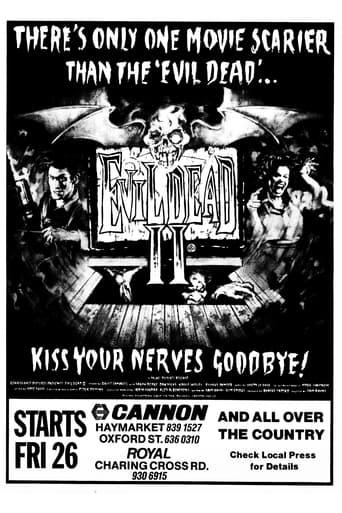 THERE'S ONLY ONE MOVIE SCARIER
THAN THE 'EVIL DEAD'...
EVIL DEAD
II
KISS YOUR NERVES GOODBYE!
STARTS
FRI 26
CANNON
HAYMARKET 839 1527
OXFORD ST. 636 0310
ROYAL
CHARING CROSS RD.
930 6915
AND ALL OVER
THE COUNTRY
Check Local Press
for Details